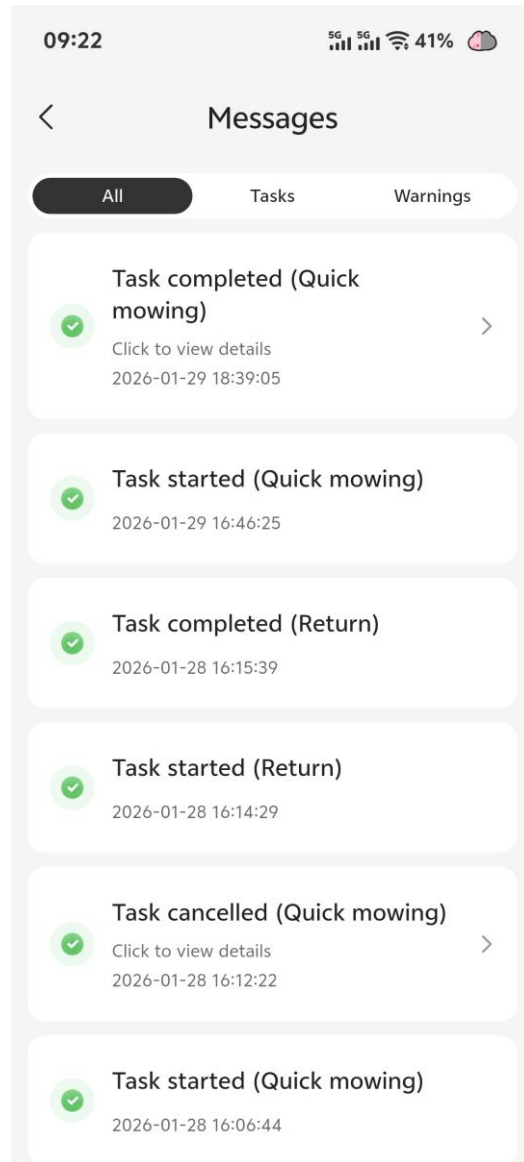 09:22
5G 5G 41%
Messages
All Tasks Warnings
Task completed (Quick
mowing)
Click to view details
2026-01-29 18:39:05
Task started (Quick mowing)
2026-01-29 16:46:25
Task completed (Return)
2026-01-28 16:15:39
Task started (Return)
2026-01-28 16:14:29
Task cancelled (Quick mowing)
Click to view details
2026-01-28 16:12:22
Task started (Quick mowing)
2026-01-28 16:06:44